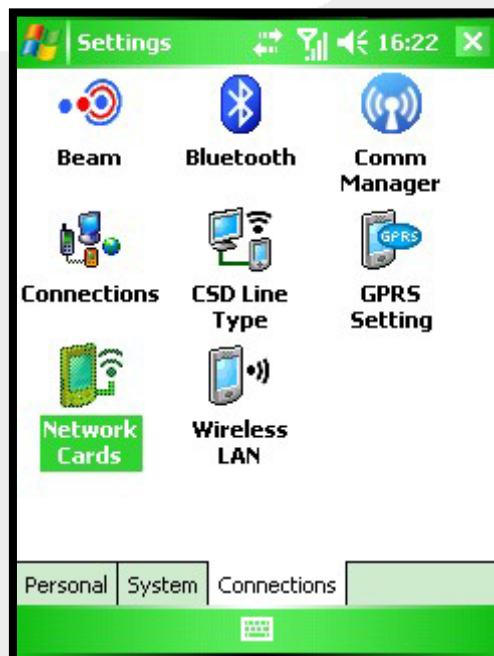 Settings 16:22
Beam Bluetooth Comm
Manager
Connections CSD Line GPRS
Type Setting
GPRS
Network Wireless
Cards LAN
Personal System Connections